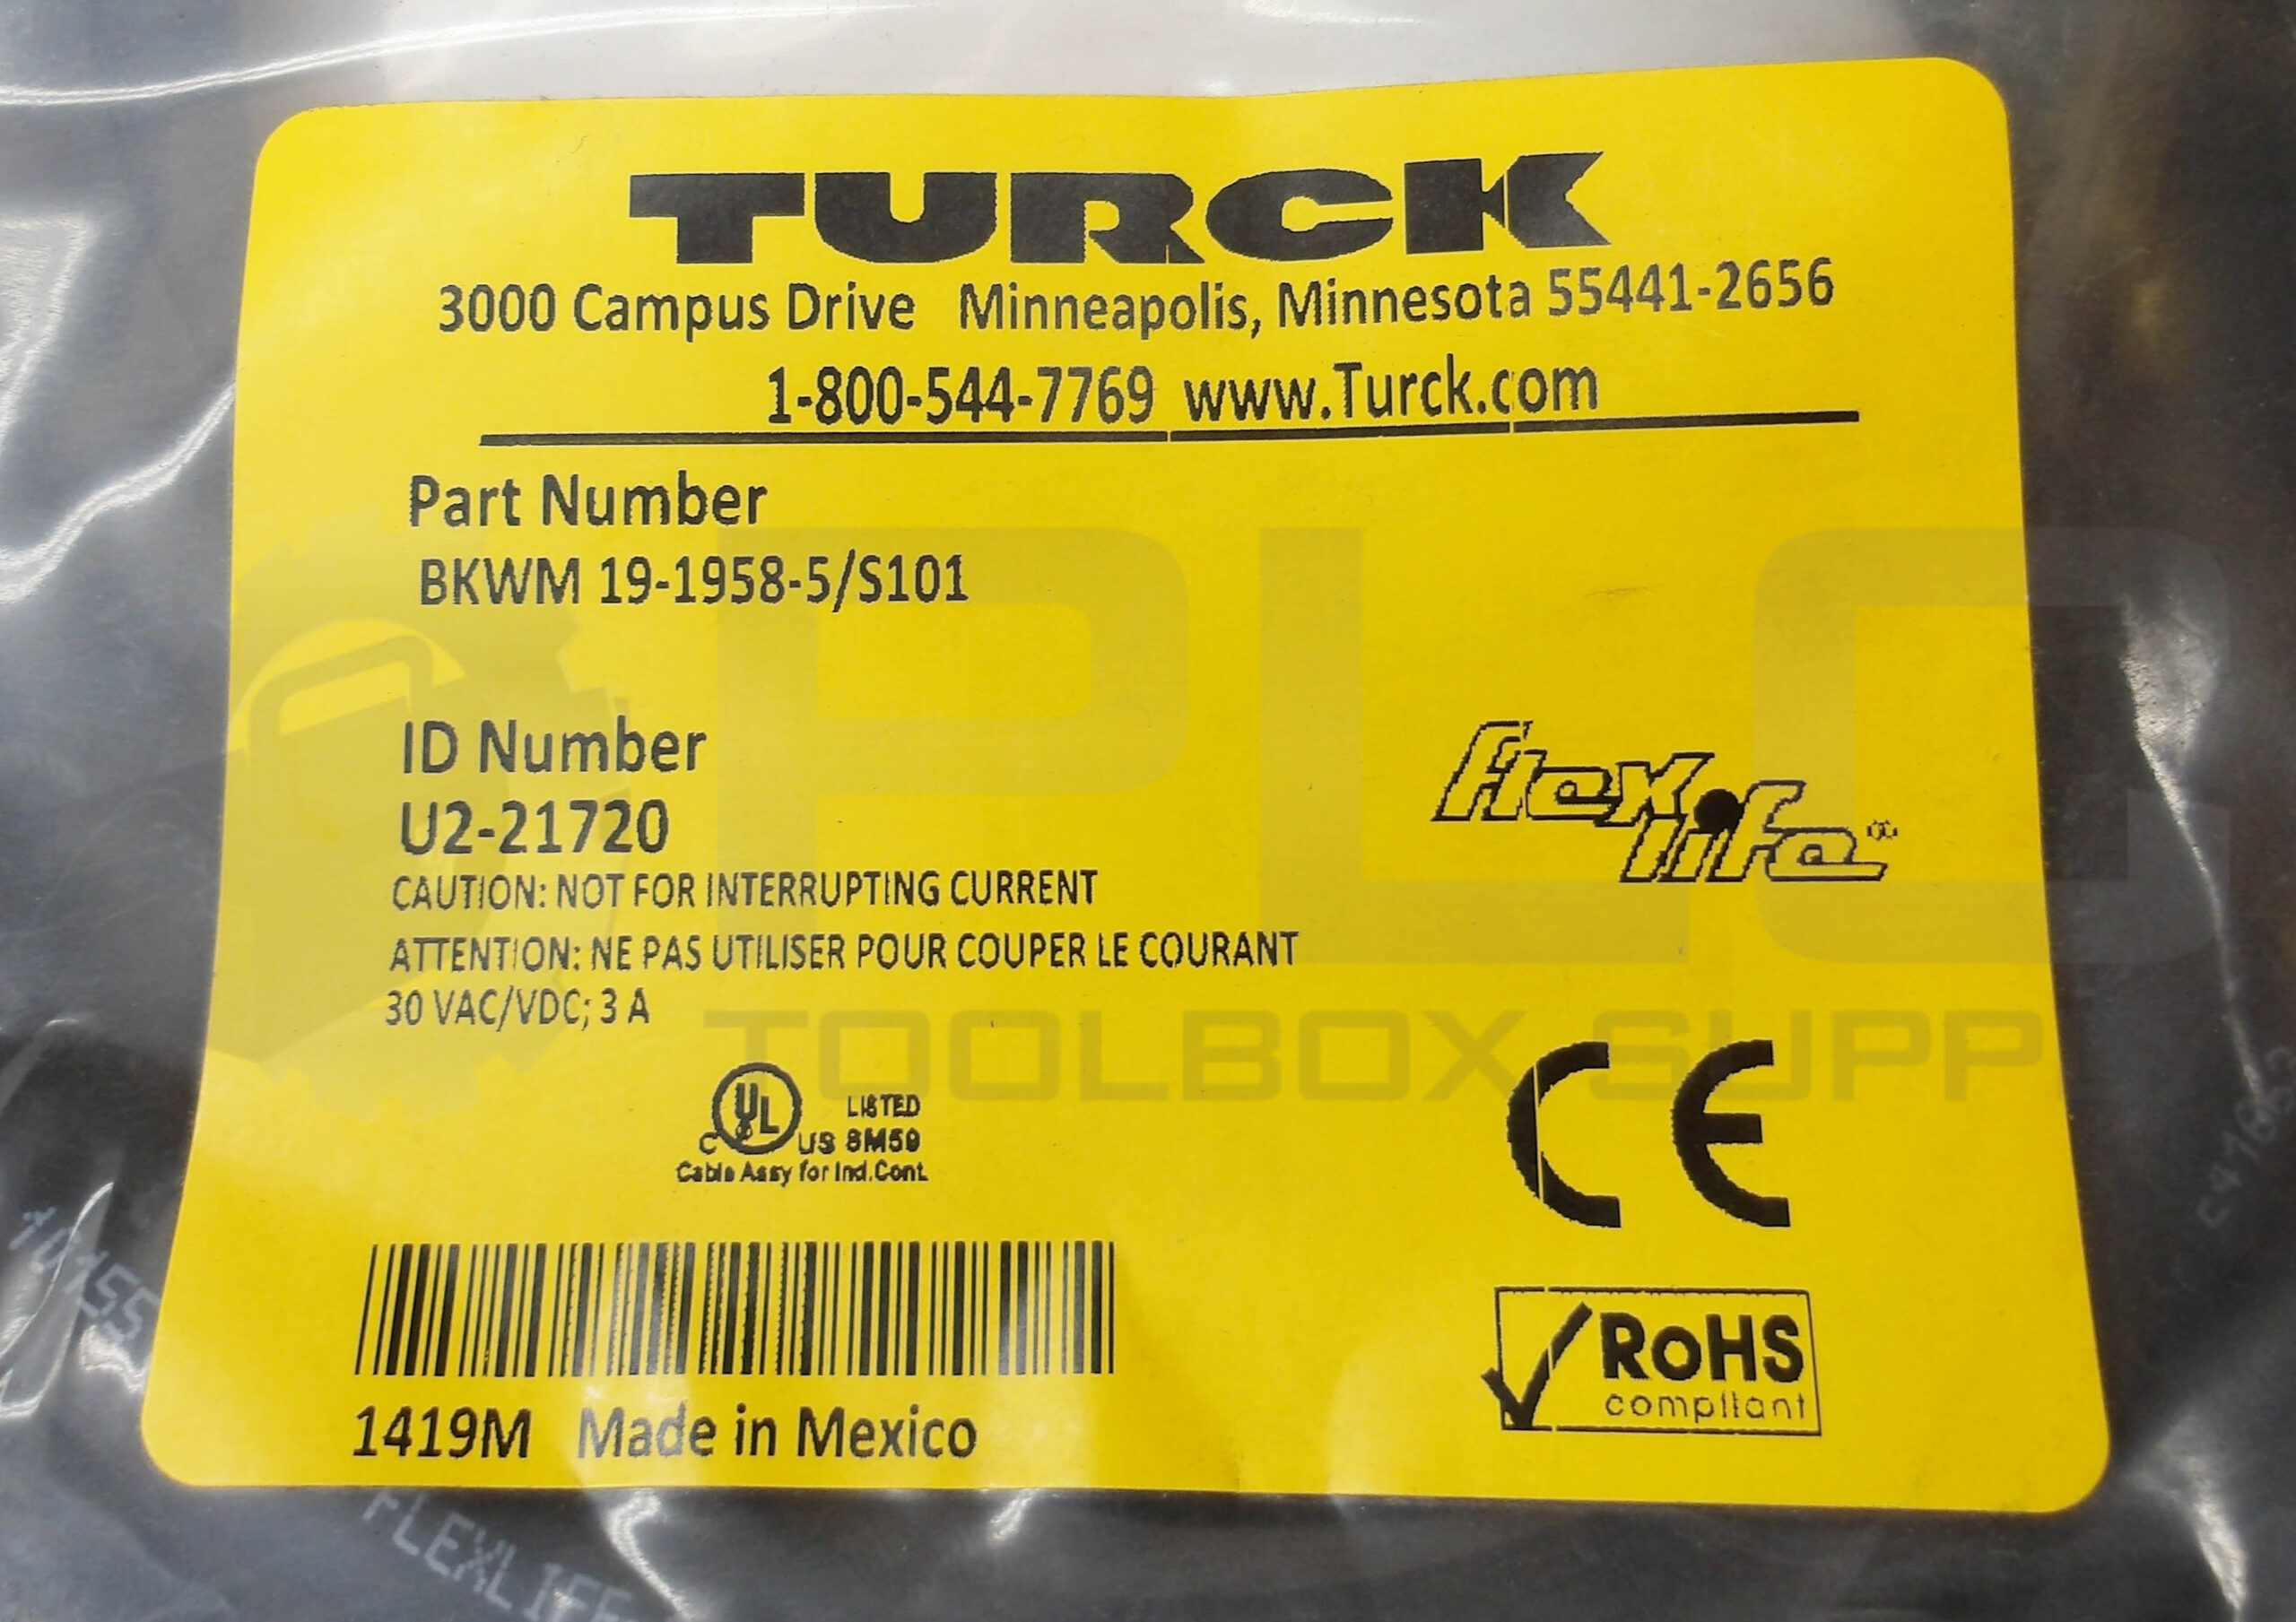 TURCK
3000 Campus Drive Minneapolis, Minnesota 55441-2656
1-800-544-7769 www.Turck.com
Part Number
BKWM 19-1958-5/S101
ID Number
U2-21720
flex life®
CAUTION: NOT FOR INTERRUPTING CURRENT
ATTENTION: NE PAS UTILISER POUR COUPER LE COURANT
30 VAC/VDC; 3 A
PLC
TOOLBOX SUPP
C UL US LISTED
8M59
Cable Assy for Ind.Cont.
CE
RoHS
compliant
1419M Made in Mexico
FLEXLIFE